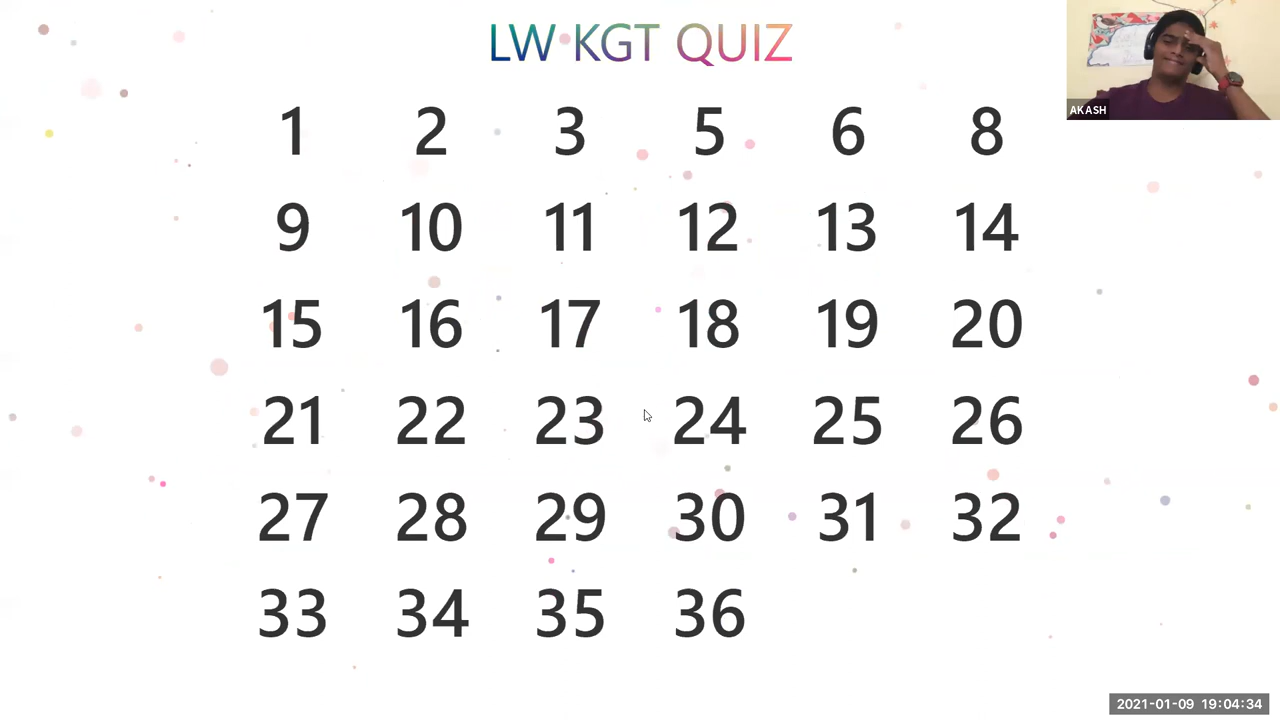 LW KGT QUIZ
AKASH
1 2 3 5 6 8
9 10 11 12 13 14
15 16 17 18 19 20
21 22 23 24 25 26
27 28 29 30 31 32
33 34 35 36
2021-01-09 19:04:34